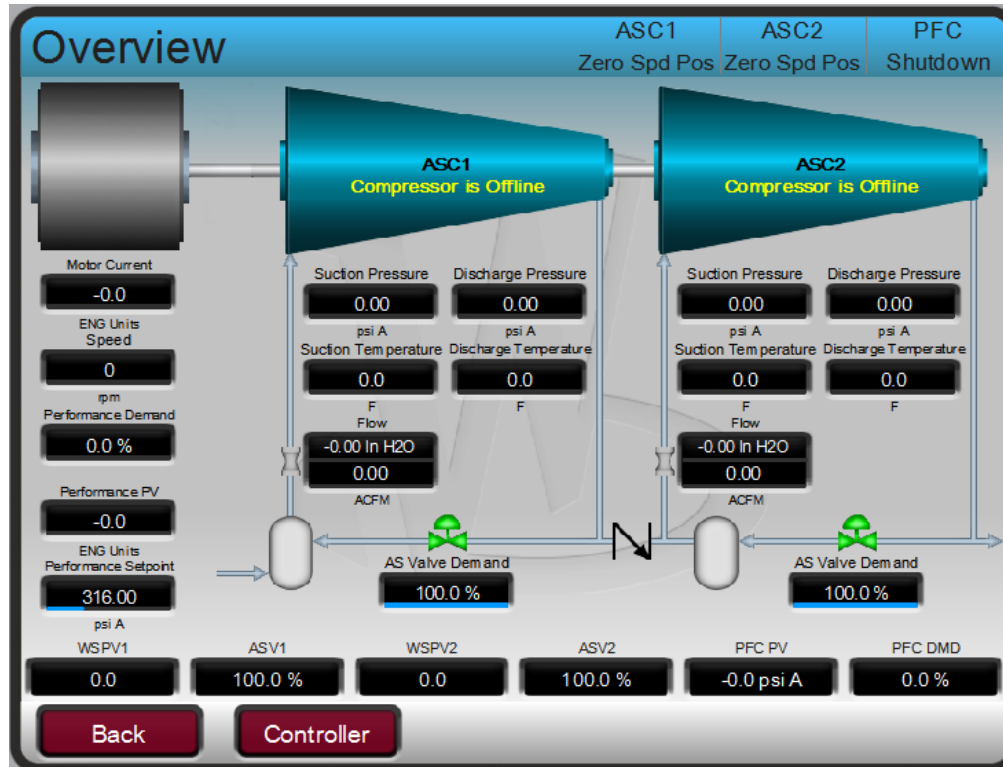 Overview
ASC1 ASC2 PFC
Zero Spd Pos Zero Spd Pos Shutdown
ASC1
Compressor is Offline
ASC2
Compressor is Offline
Motor Current
-0.0
ENG Units
Speed
0
rpm
Performance Demand
0.0 %
Performance PV
-0.0
ENG Units
Performance Setpoint
316.00
psi A
Suction Pressure Discharge Pressure
0.00 0.00
psi A psi A
Suction Temperature Discharge Temperature
0.0 0.0
F F
Flow
-0.00 In H2O
0.00
ACFM
AS Valve Demand
100.0 %
Suction Pressure Discharge Pressure
0.00 0.00
psi A psi A
Suction Temperature Discharge Temperature
0.0 0.0
F F
Flow
-0.00 In H2O
0.00
ACFM
AS Valve Demand
100.0 %
WSPV1 ASV1 WSPV2 ASV2 PFC PV PFC DMD
0.0 100.0 % 0.0 100.0 % -0.0 psi A 0.0 %
Back Controller